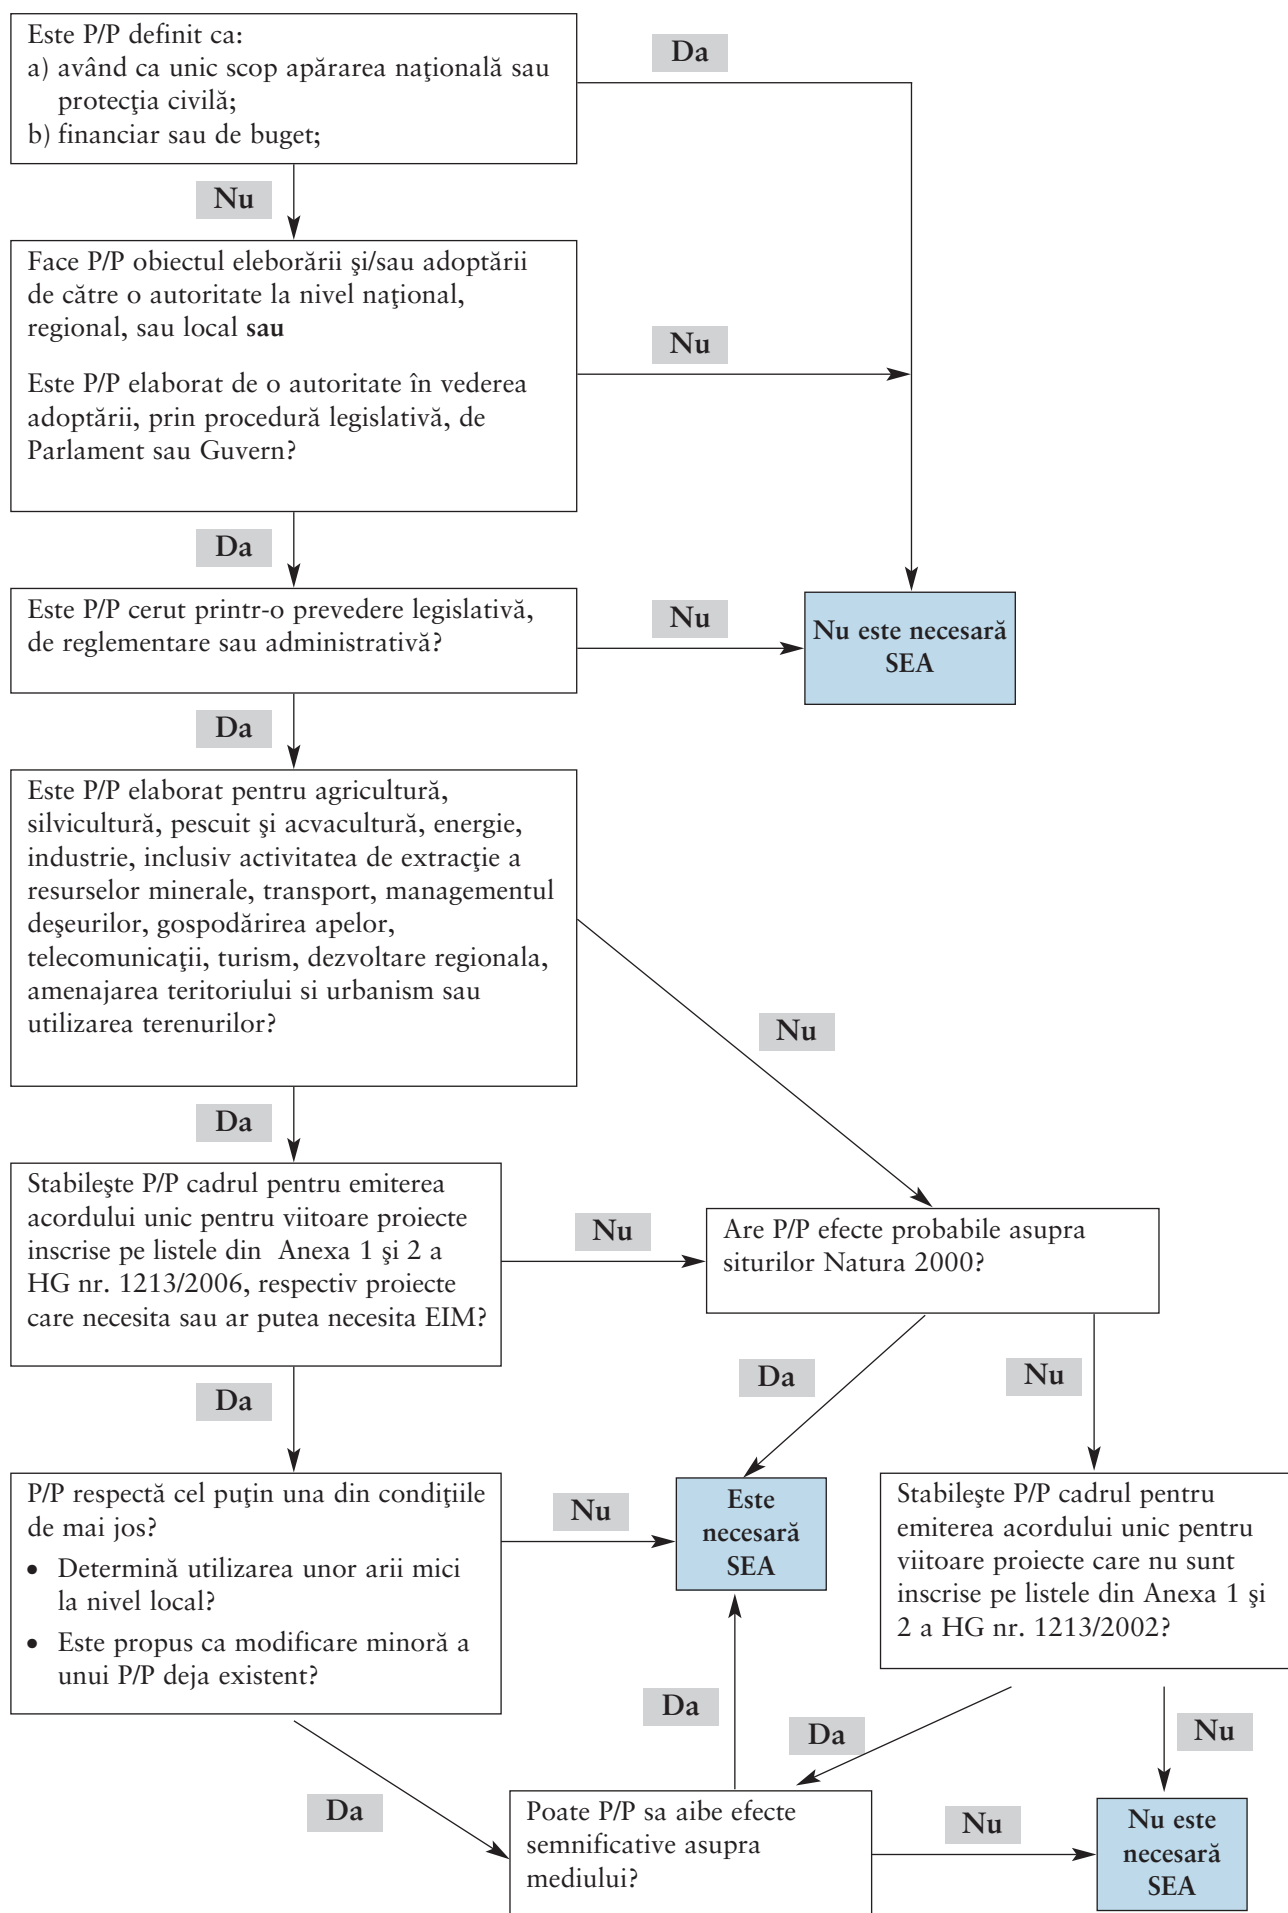 Este P/P definit ca:
a) având ca unic scop apărarea naţională sau
protecţia civilă;
b) financiar sau de buget;
Da
Nu
Face P/P obiectul eleborării şi/sau adoptării
de către o autoritate la nivel naţional,
regional, sau local sau
Este P/P elaborat de o autoritate în vederea
adoptării, prin procedură legislativă, de
Parlament sau Guvern?
Nu
Da
Este P/P cerut printr-o prevedere legislativă,
de reglementare sau administrativă?
Nu
Nu este necesară
SEA
Da
Este P/P elaborat pentru agricultură,
silvicultură, pescuit şi acvacultură, energie,
industrie, inclusiv activitatea de extracţie a
resurselor minerale, transport, managementul
deşeurilor, gospodărirea apelor,
telecomunicaţii, turism, dezvoltare regionala,
amenajarea teritoriului si urbanism sau
utilizarea terenurilor?
Nu
Da
Stabileşte P/P cadrul pentru emiterea
acordului unic pentru viitoare proiecte
inscrise pe listele din Anexa 1 şi 2 a
HG nr. 1213/2006, respectiv proiecte
care necesita sau ar putea necesita EIM?
Nu
Are P/P efecte probabile asupra
siturilor Natura 2000?
Da
Da
Nu
P/P respectă cel puţin una din condiţiile
de mai jos?
• Determină utilizarea unor arii mici
la nivel local?
• Este propus ca modificare minoră a
unui P/P deja existent?
Nu
Este
necesară
SEA
Stabileşte P/P cadrul pentru
emiterea acordului unic pentru
viitoare proiecte care nu sunt
inscrise pe listele din Anexa 1 şi
2 a HG nr. 1213/2002?
Da
Da
Nu
Da
Poate P/P sa aibe efecte
semnificative asupra
mediului?
Nu
Nu este
necesară
SEA